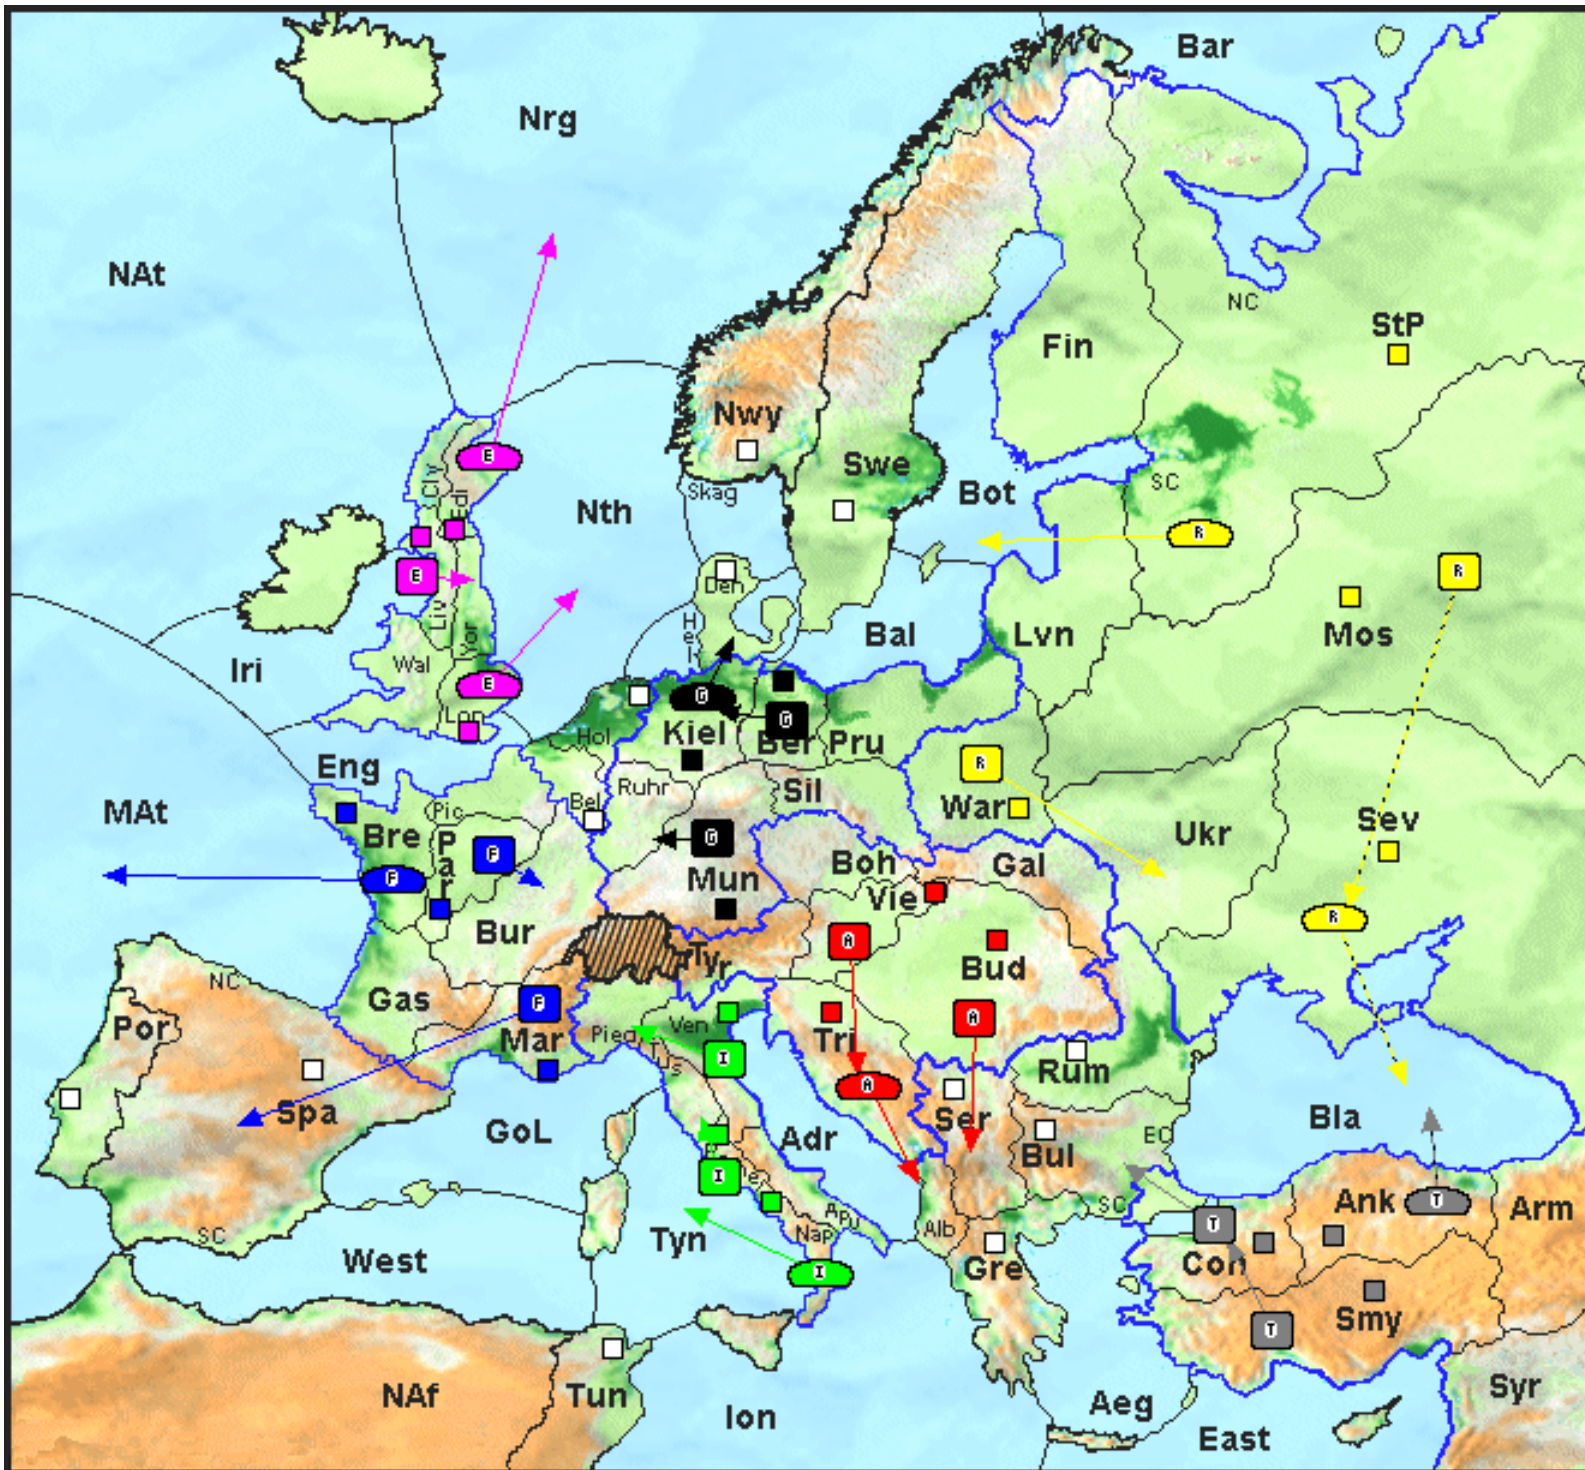 Bar
Nrg
NAt
NC
StP
Fin
Nwy
Swe
Skag
SC
Bot
Nth
Cly
Edi
Den
Hel
Liv
Yor
Wal
Iri
Bal
Lvn
Mos
E
E
E
R
R
R
R
G
G
G
Lon
Hol
Kiel
Ber
Pru
Eng
Ruhr
Sil
War
Bel
Pic
MAt
Bre
Par
Ukr
Sev
Boh
Gal
Mun
Vie
F
F
F
Bur
Tyr
Bud
A
A
A
NC
Gas
Por
Mar
Pied
Ven
Tri
Tus
Rum
Spa
GoL
Adr
Ser
Bul
EC
Bla
I
I
I
SC
Ank
Arm
T
T
T
Apu
Nap
Alb
SC
West
Tyn
Gre
Con
Smy
NAf
Tun
Ion
Aeg
East
Syr